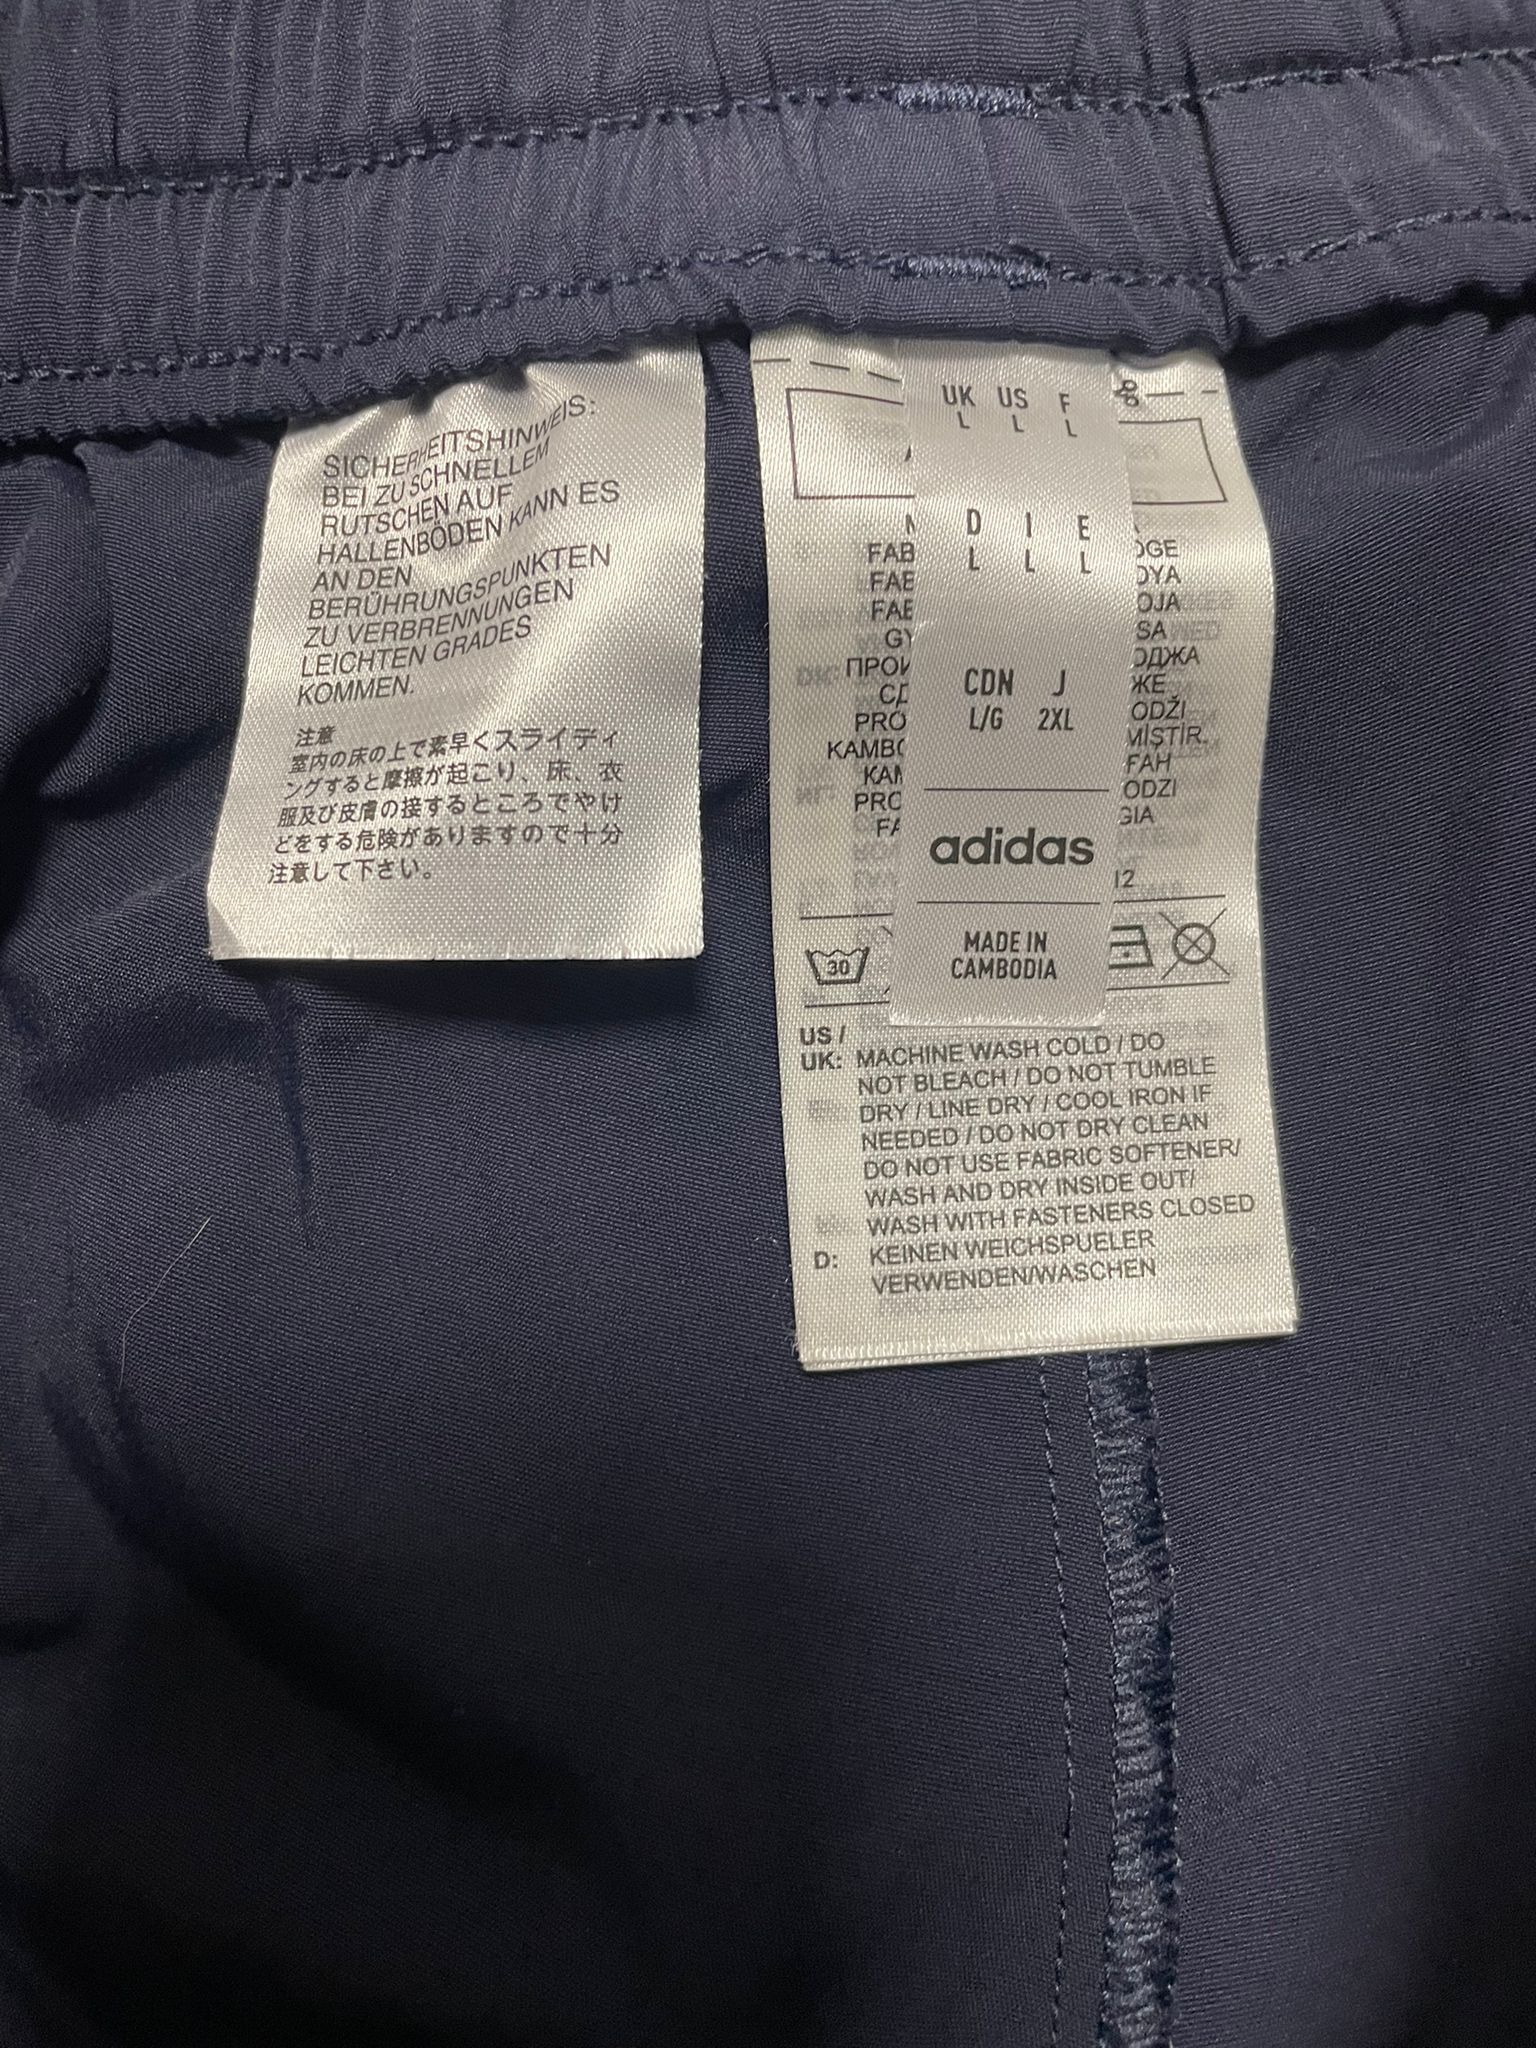 SICHERHEITSHINWEIS:
BEI ZU SCHNELLEM
RUTSCHEN AUF
HALLENBÖDEN KANN ES
AN DEN
BERÜHRUNGSPUNKTEN
ZU VERBRENNUNGEN
LEICHTEN GRADES
KOMMEN.
注意
室内の床の上で素早くスライディ
ングすると摩擦が起こり、床、衣
服及び皮膚の接するところでやけ
どをする危険がありますので十分
注意して下さい。
UK US F
L L L
D I E
L L L
CDN J
L/G 2XL
adidas
MADE IN
CAMBODIA
30
US /
UK: MACHINE WASH COLD / DO
NOT BLEACH / DO NOT TUMBLE
DRY / LINE DRY / COOL IRON IF
NEEDED / DO NOT DRY CLEAN
DO NOT USE FABRIC SOFTENER/
WASH AND DRY INSIDE OUT/
WASH WITH FASTENERS CLOSED
D: KEINEN WEICHSPUELER
VERWENDEN/WASCHEN